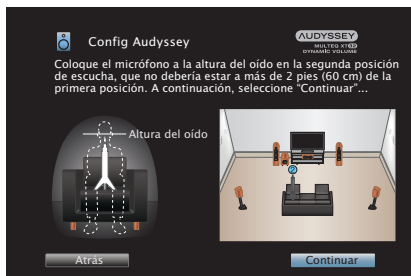 Config Audyssey
AUDYSSEY
MULTEQ XT32
DYNAMIC VOLUME
Coloque el micrófono a la altura del oído en la segunda posición
de escucha, que no debería estar a más de 2 pies (60 cm) de la
primera posición. A continuación, seleccione “Continuar”...
Altura del oído
2
Atrás
Continuar